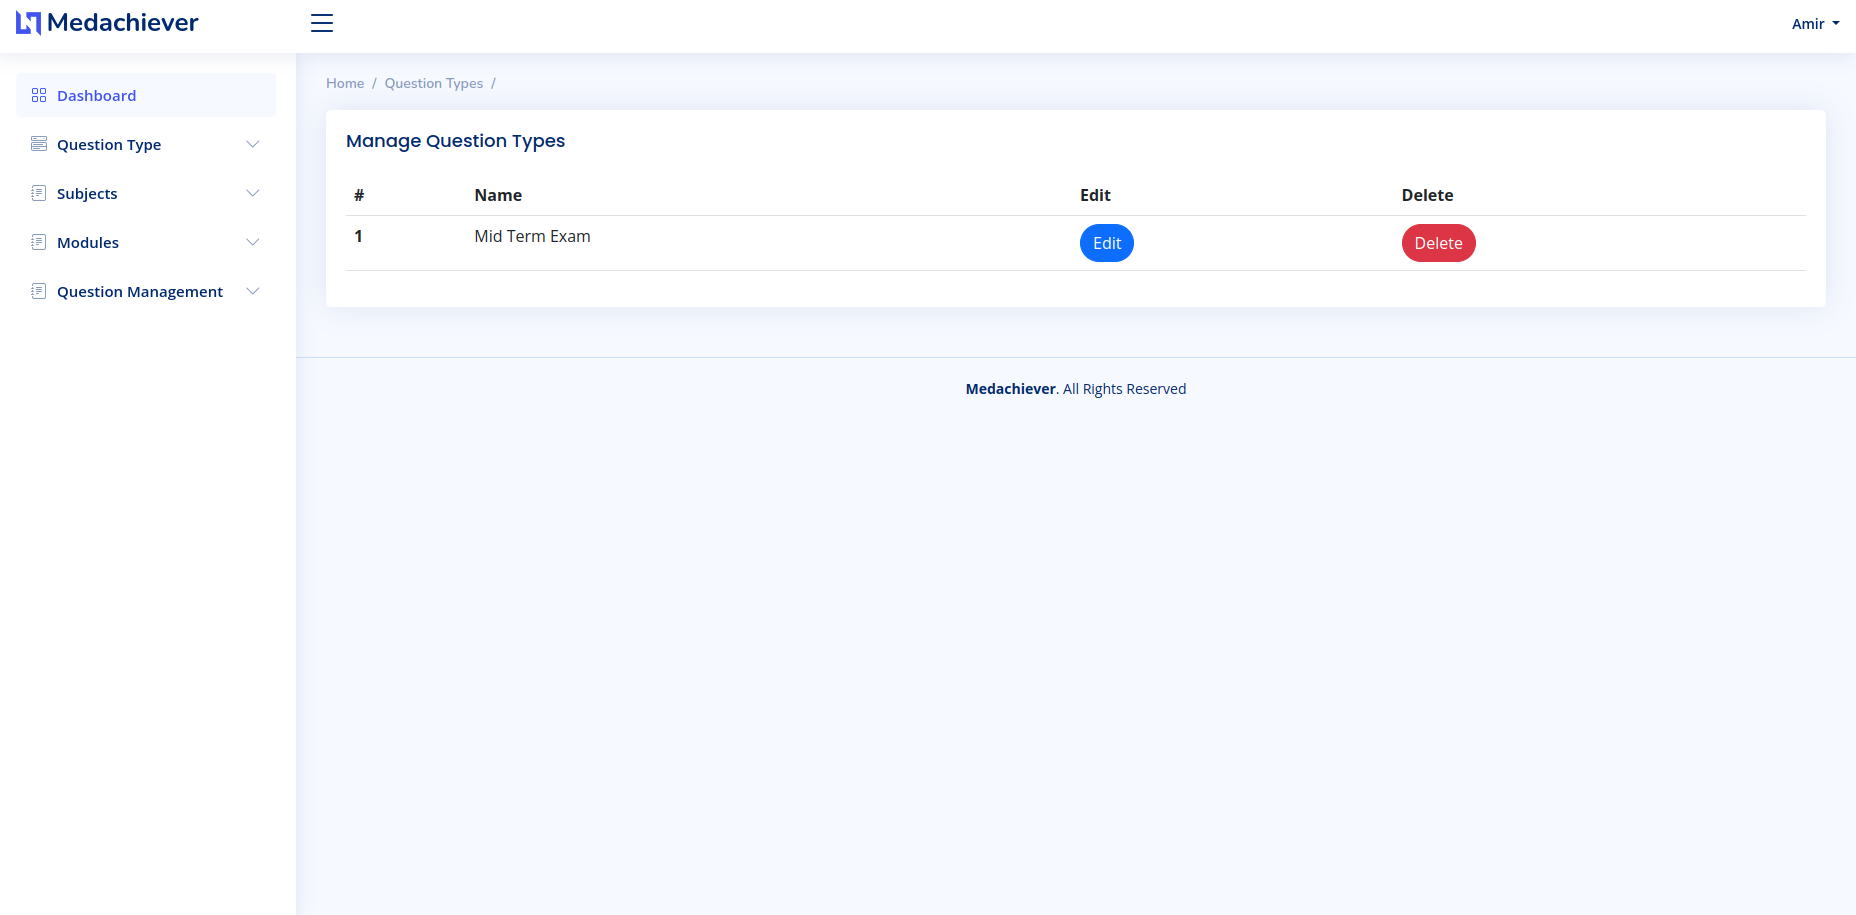 Medachiever
Amir
Dashboard
Question Type
Subjects
Modules
Question Management
Home / Question Types /
Manage Question Types
# Name Edit Delete
1 Mid Term Exam Edit Delete
Medachiever. All Rights Reserved